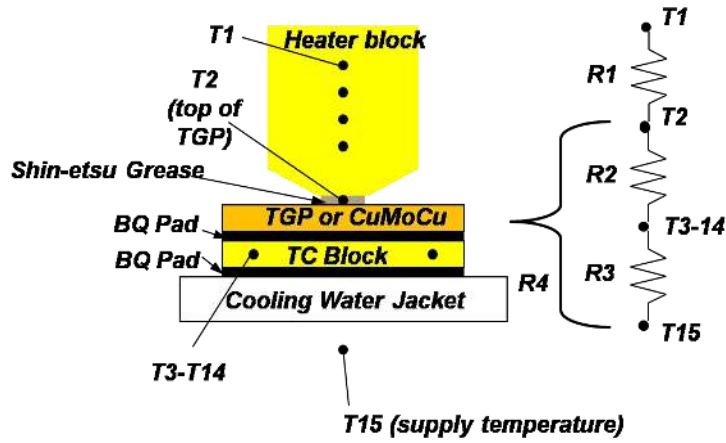 T1
Heater block
T2
(top of
TGP)
Shin-etsu Grease
TGP or CuMoCu
BQ Pad
TC Block
BQ Pad
Cooling Water Jacket
T3-T14
T15 (supply temperature)
T1
R1
T2
R2
T3-14
R4
R3
T15